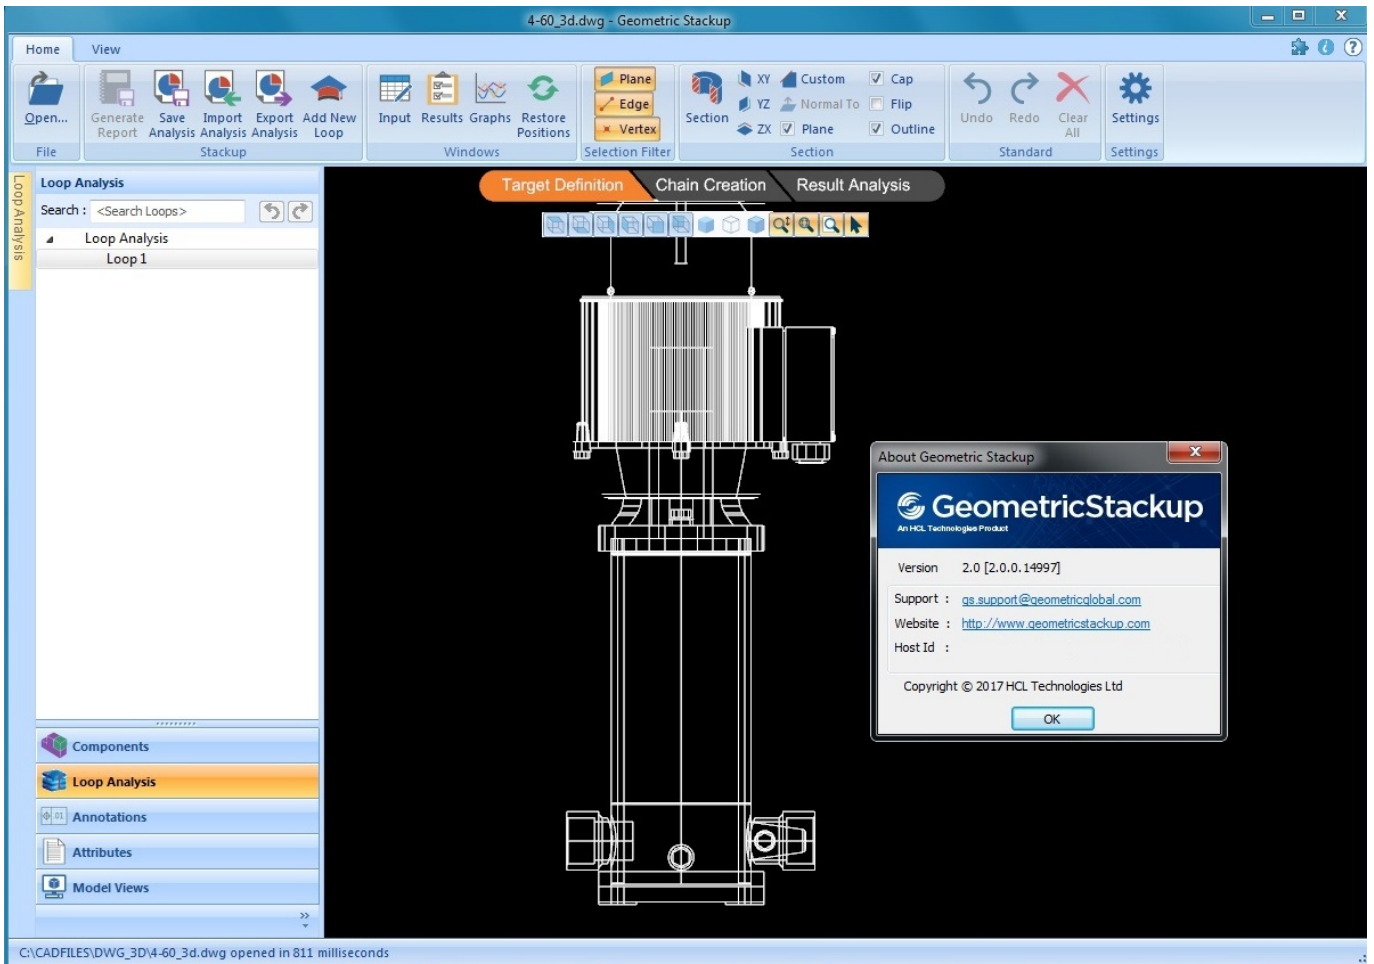 4-60_3d.dwg - Geometric Stackup
Home View
Open...
Generate Report
Save Analysis
Import Analysis
Export Analysis
Add New Loop
Input
Results
Graphs
Restore Positions
Plane
Edge
Vertex
Section
XY
YZ
ZX
Custom
Normal To
Plane
Cap
Flip
Outline
Undo
Redo
Clear All
Settings
File Stackup Windows Selection Filter Section Standard Settings
Loop Analysis
Loop Analysis
Search : <Search Loops>
Loop Analysis
Loop 1
Target Definition Chain Creation Result Analysis
About Geometric Stackup
GeometricStackup
An HCL Technologies Product
Version 2.0 [2.0.0.14997]
Support : gs.support@geometricglobal.com
Website : http://www.geometricstackup.com
Host Id :
Copyright © 2017 HCL Technologies Ltd
OK
Components
Loop Analysis
01
Annotations
Attributes
Model Views
C:\CADFILES\DWG_3D\4-60_3d.dwg opened in 811 milliseconds